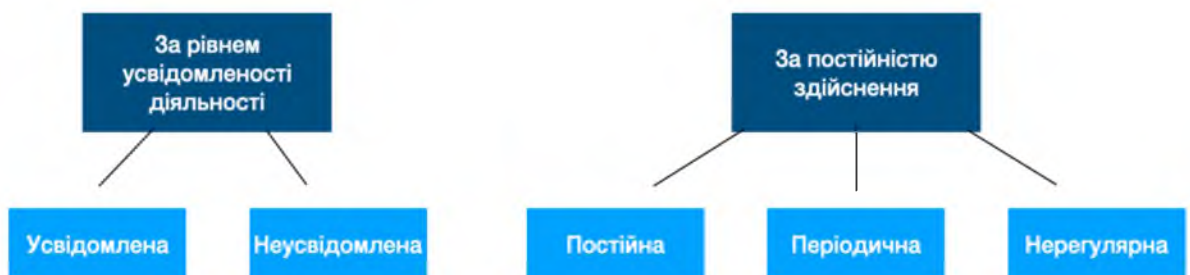 За рівнем
усвідомленості
діяльності
За постійністю
здійснення
Усвідомлена
Неусвідомлена
Постійна
Періодична
Нерегулярна